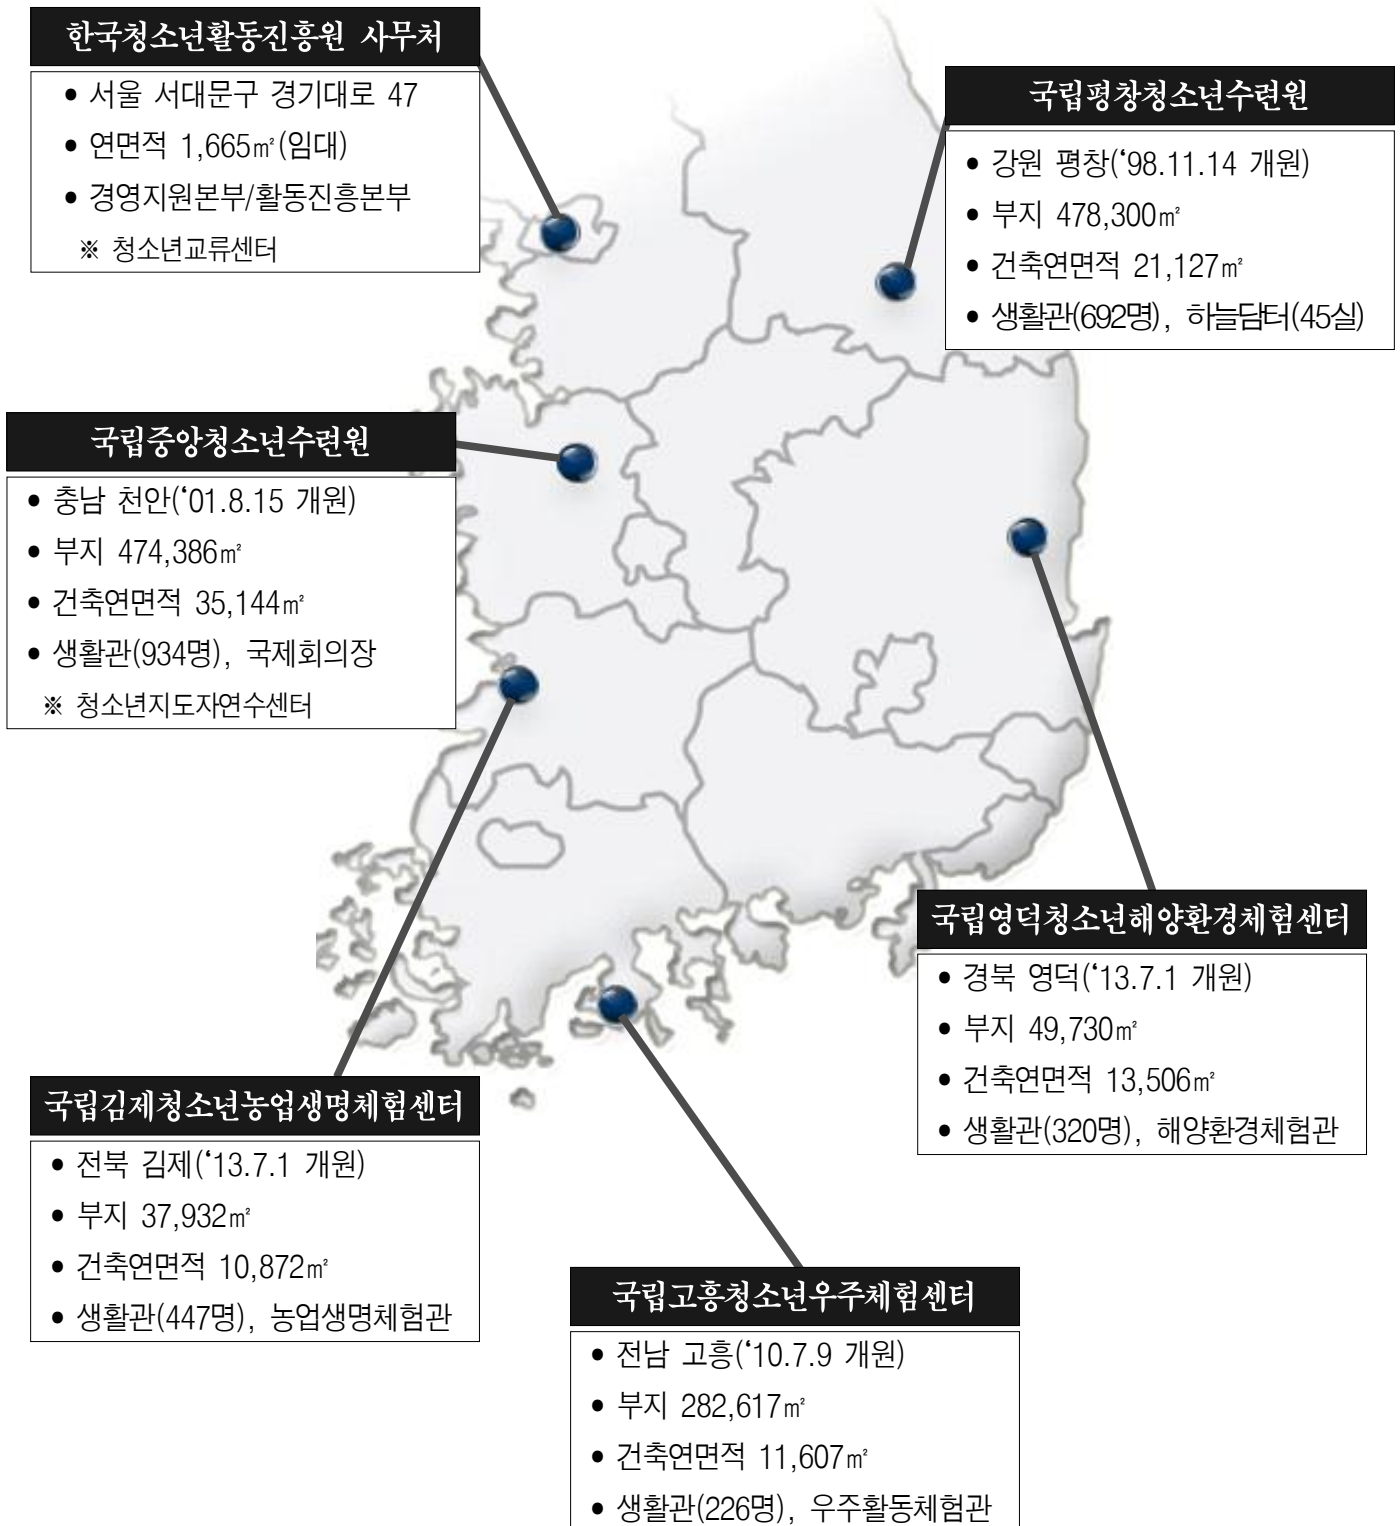 한국청소년활동진흥원 사무처
• 서울 서대문구 경기대로 47
• 연면적 1,665㎡(임대)
• 경영지원본부/활동진흥본부
※ 청소년교류센터
국립평창청소년수련원
• 강원 평창(‘98.11.14 개원)
• 부지 478,300㎡
• 건축연면적 21,127㎡
• 생활관(692명), 하늘담터(45실)
국립중앙청소년수련원
• 충남 천안(‘01.8.15 개원)
• 부지 474,386㎡
• 건축연면적 35,144㎡
• 생활관(934명), 국제회의장
※ 청소년지도자연수센터
국립영덕청소년해양환경체험센터
• 경북 영덕(‘13.7.1 개원)
• 부지 49,730㎡
• 건축연면적 13,506㎡
• 생활관(320명), 해양환경체험관
국립김제청소년농업생명체험센터
• 전북 김제(‘13.7.1 개원)
• 부지 37,932㎡
• 건축연면적 10,872㎡
• 생활관(447명), 농업생명체험관
국립고흥청소년우주체험센터
• 전남 고흥(‘10.7.9 개원)
• 부지 282,617㎡
• 건축연면적 11,607㎡
• 생활관(226명), 우주활동체험관